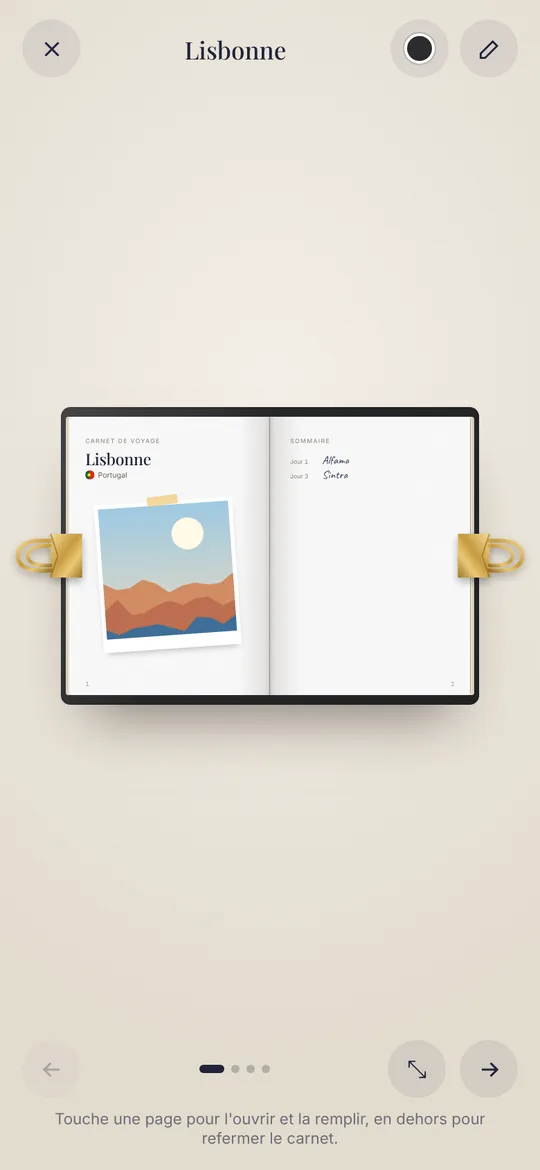 Lisbonne
CARNET DE VOYAGE
Lisbonne
Portugal
1
SOMMAIRE
Jour 1 Alfama
Jour 3 Sintra
2
Touche une page pour l'ouvrir et la remplir, en dehors pour
refermer le carnet.